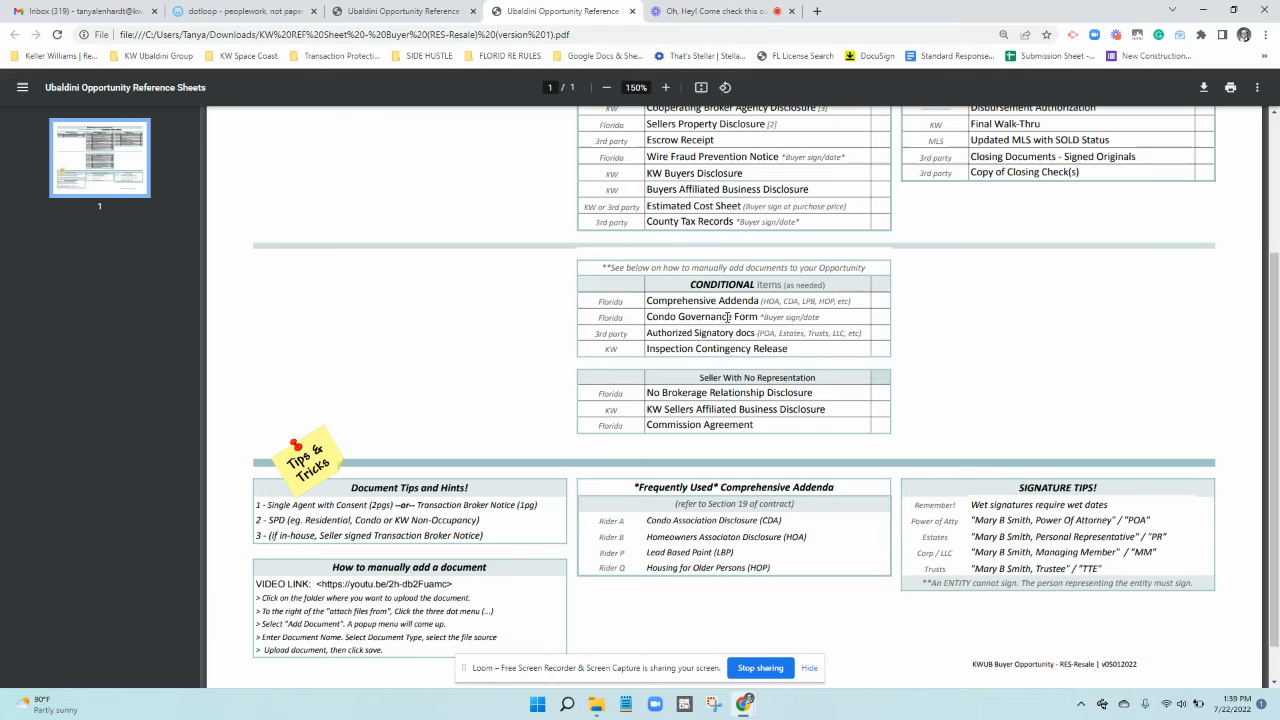 Inbox (319) - tanyalenhardt@kw.
dotloop - peoplework, not paper
Ubaldini Opportunity Reference
Ubaldini Opportunity Reference S
Oh, Hey! Come check this o
File
file:///C:/Users/Tanya/Downloads/KW%20REF%20Sheet%20-%20Buyer%20(RES-Resale)%20(version%201).pdf
Keller Williams | Re...
KW Ubaldini Group
KW Space Coast
Transaction Protecti...
SIDE HUSTLE
FLORID RE RULES
Google Docs & She...
That's Stellar | Stella...
FL License Search
DocuSign
Standard Response...
Submission Sheet -...
New Construction...
Ubaldini Opportunity Reference Sheets
1 / 1
150%
1
KW Cooperating Broker Agency Disclosure [3]
Florida Sellers Property Disclosure [2]
3rd party Escrow Receipt
Florida Wire Fraud Prevention Notice *Buyer sign/date*
KW KW Buyers Disclosure
KW Buyers Affiliated Business Disclosure
KW or 3rd party Estimated Cost Sheet (Buyer sign at purchase price)
3rd party County Tax Records *Buyer sign/date*
Disbursement Authorization
KW Final Walk-Thru
MLS Updated MLS with SOLD Status
3rd party Closing Documents - Signed Originals
3rd party Copy of Closing Check(s)
**See below on how to manually add documents to your Opportunity
CONDITIONAL items (as needed)
Florida Comprehensive Addenda (HOA, CDA, LPB, HOP, etc)
Florida Condo Governance Form *Buyer sign/date
3rd party Authorized Signatory docs (POA, Estates, Trusts, LLC, etc)
KW Inspection Contingency Release
Seller With No Representation
Florida No Brokerage Relationship Disclosure
KW KW Sellers Affiliated Business Disclosure
Florida Commission Agreement
Tips &
Tricks
Document Tips and Hints!
1 - Single Agent with Consent (2pgs) --or-- Transaction Broker Notice (1pg)
2 - SPD (eg. Residential, Condo or KW Non-Occupancy)
3 - (if in-house, Seller signed Transaction Broker Notice)
How to manually add a document
VIDEO LINK: <https://youtu.be/2h-db2Fuamc>
> Click on the folder where you want to upload the document.
> To the right of the "attach files from", Click the three dot menu (...)
> Select "Add Document". A popup menu will come up.
> Enter Document Name. Select Document Type, select the file source
> Upload document, then click save.
*Frequently Used* Comprehensive Addenda
(refer to Section 19 of contract)
Rider A Condo Association Disclosure (CDA)
Rider B Homeowners Associaton Disclosure (HOA)
Rider P Lead Based Paint (LBP)
Rider Q Housing for Older Persons (HOP)
SIGNATURE TIPS!
Remember! Wet signatures require wet dates
Power of Atty "Mary B Smith, Power Of Attorney" / "POA"
Estates "Mary B Smith, Personal Representative" / "PR"
Corp / LLC "Mary B Smith, Managing Member" / "MM"
Trusts "Mary B Smith, Trustee" / "TTE"
**An ENTITY cannot sign. The person representing the entity must sign.
KWUB Buyer Opportunity - RES-Resale | v05012022
Loom – Free Screen Recorder & Screen Capture is sharing your screen.
Stop sharing
Hide
90°F
Partly sunny
1:39 PM
7/22/2022